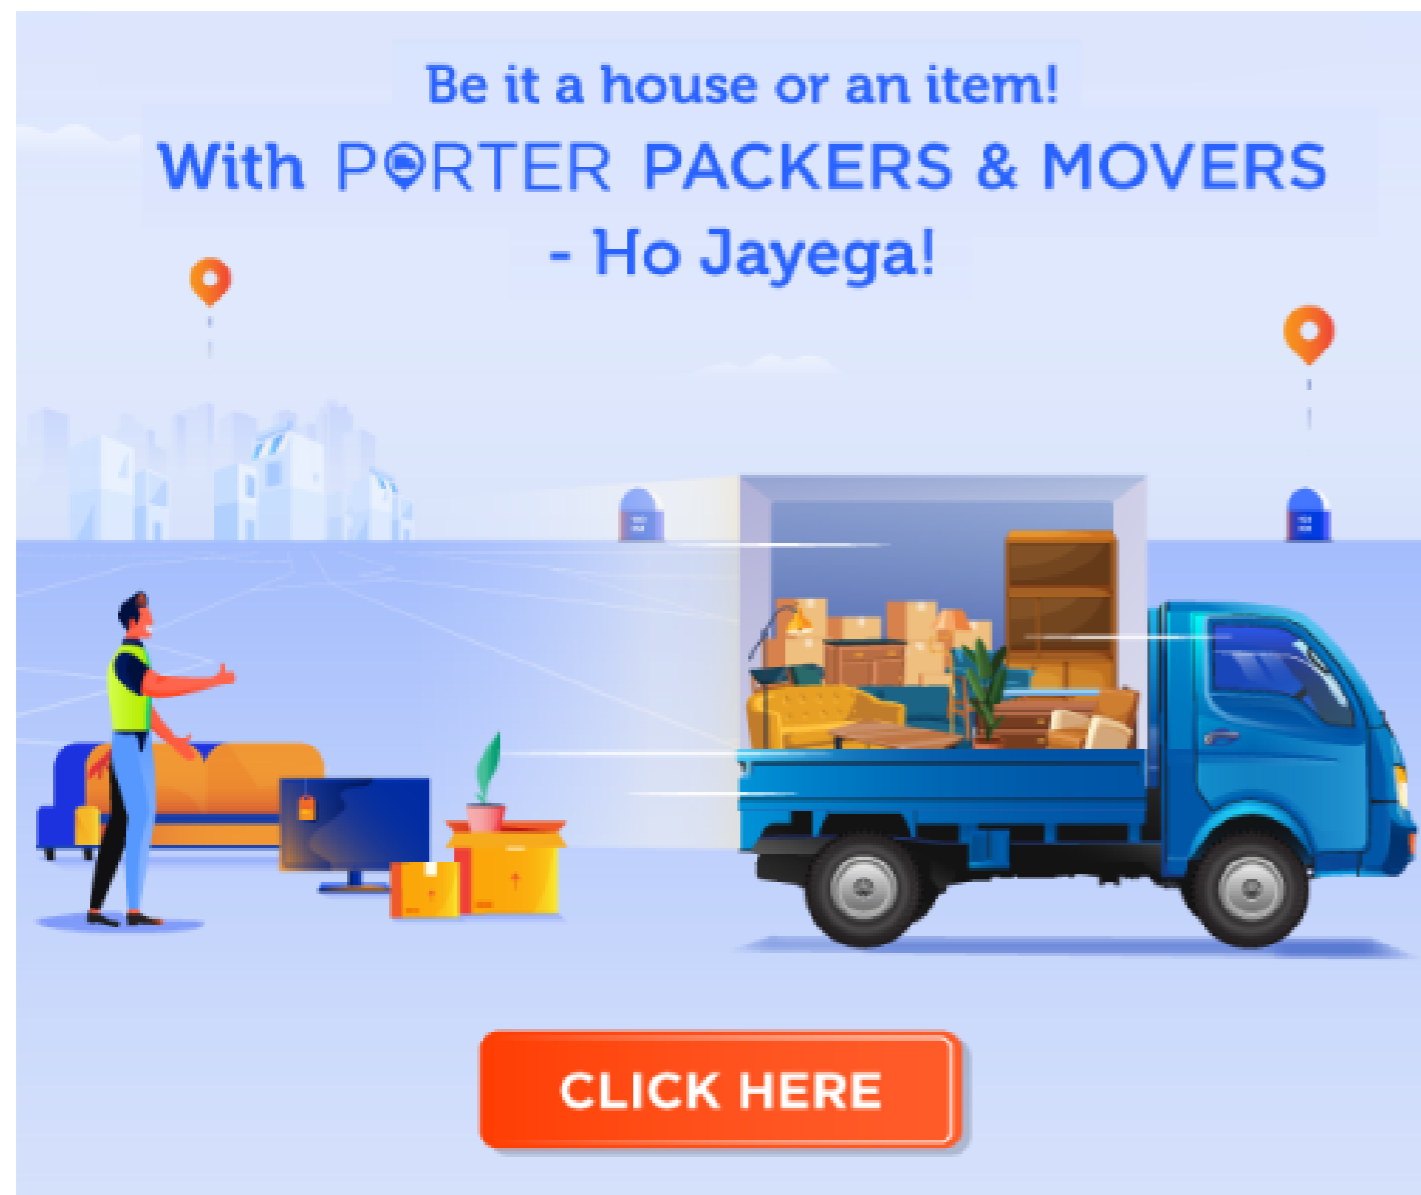 Be it a house or an item!
With PORTER PACKERS & MOVERS
- Ho Jayega!
CLICK HERE